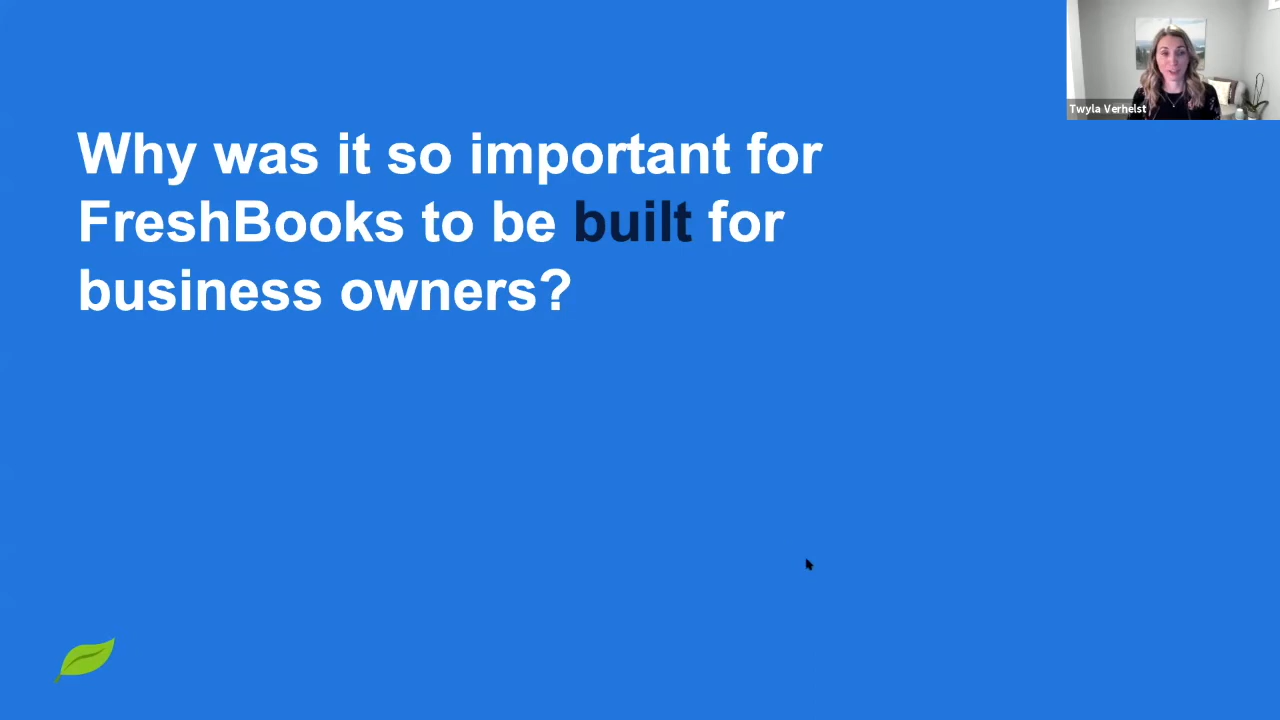 Why was it so important for
FreshBooks to be built for
business owners?
Twyla Verhelst